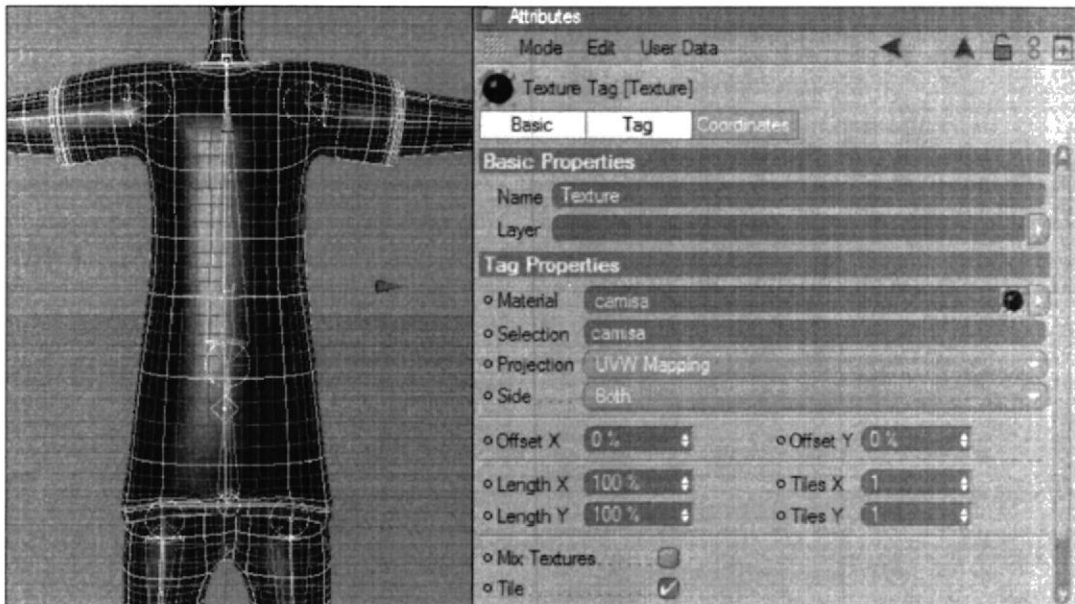 Attributes
Mode Edit User Data
Texture Tag [Texture]
Basic Tag Coordinates
Basic Properties
Name Texture
Layer
Tag Properties
Material camisa
Selection camisa
Projection UVW Mapping
Side Both
Offset X 0 % Offset Y 0 %
Length X 100 % Tiles X 1
Length Y 100 % Tiles Y 1
Mix Textures
Tile